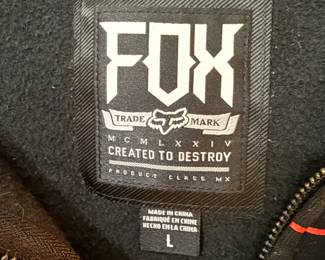 FOX
TRADE MARK
MCMLXXIV
CREATED TO DESTROY
PRODUCT CLASS MX
MADE IN CHINA
FABRIQUÉ EN CHINE
HECHO EN LA CHINA
L